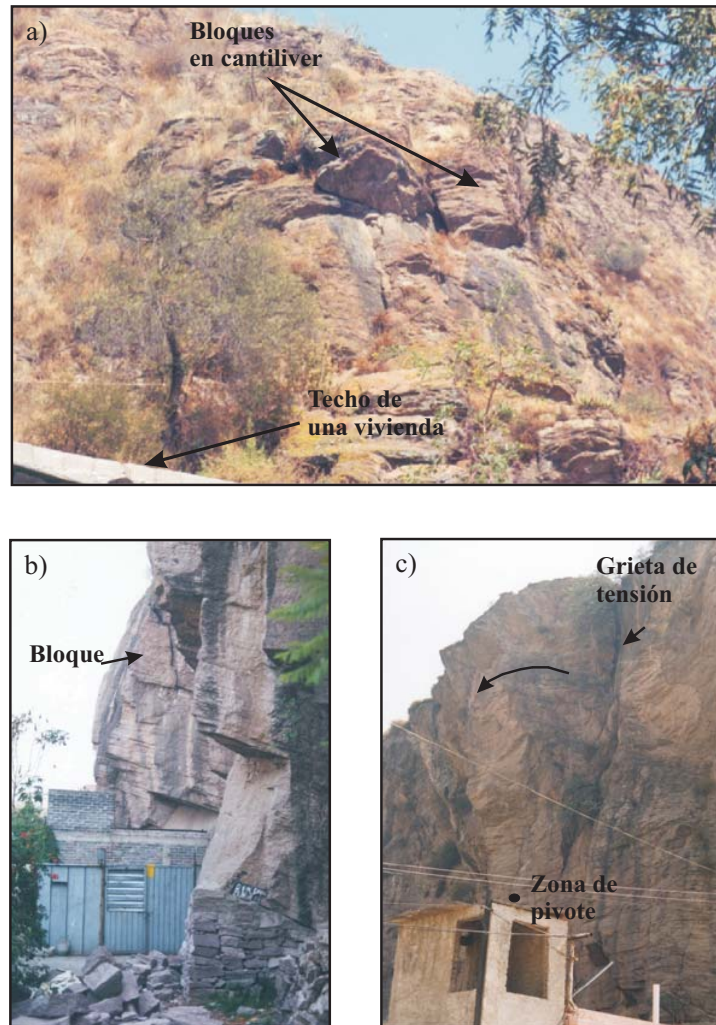 a)
Bloques
en cantiliver
Techo de
una vivienda
b)
Bloque
c)
Grieta de
tensión
Zona de
pivote